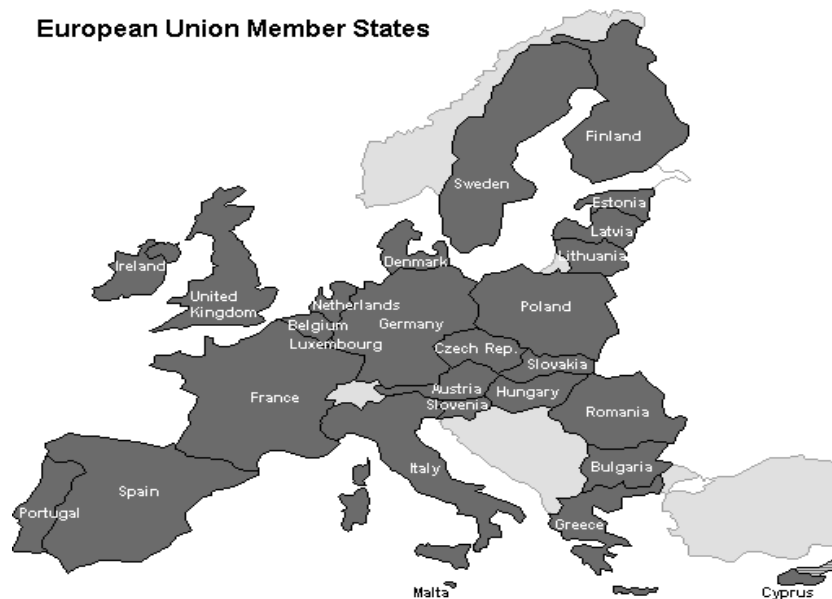 European Union Member States
Finland
Sweden
Estonia
Latvia
Lithuania
Denmark
Ireland
United
Kingdom
Netherlands
Belgium
Germany
Luxembourg
Poland
Czech Rep.
Slovakia
Austria
Hungary
France
Slovenia
Romania
Italy
Bulgaria
Spain
Portugal
Greece
Malta
Cyprus